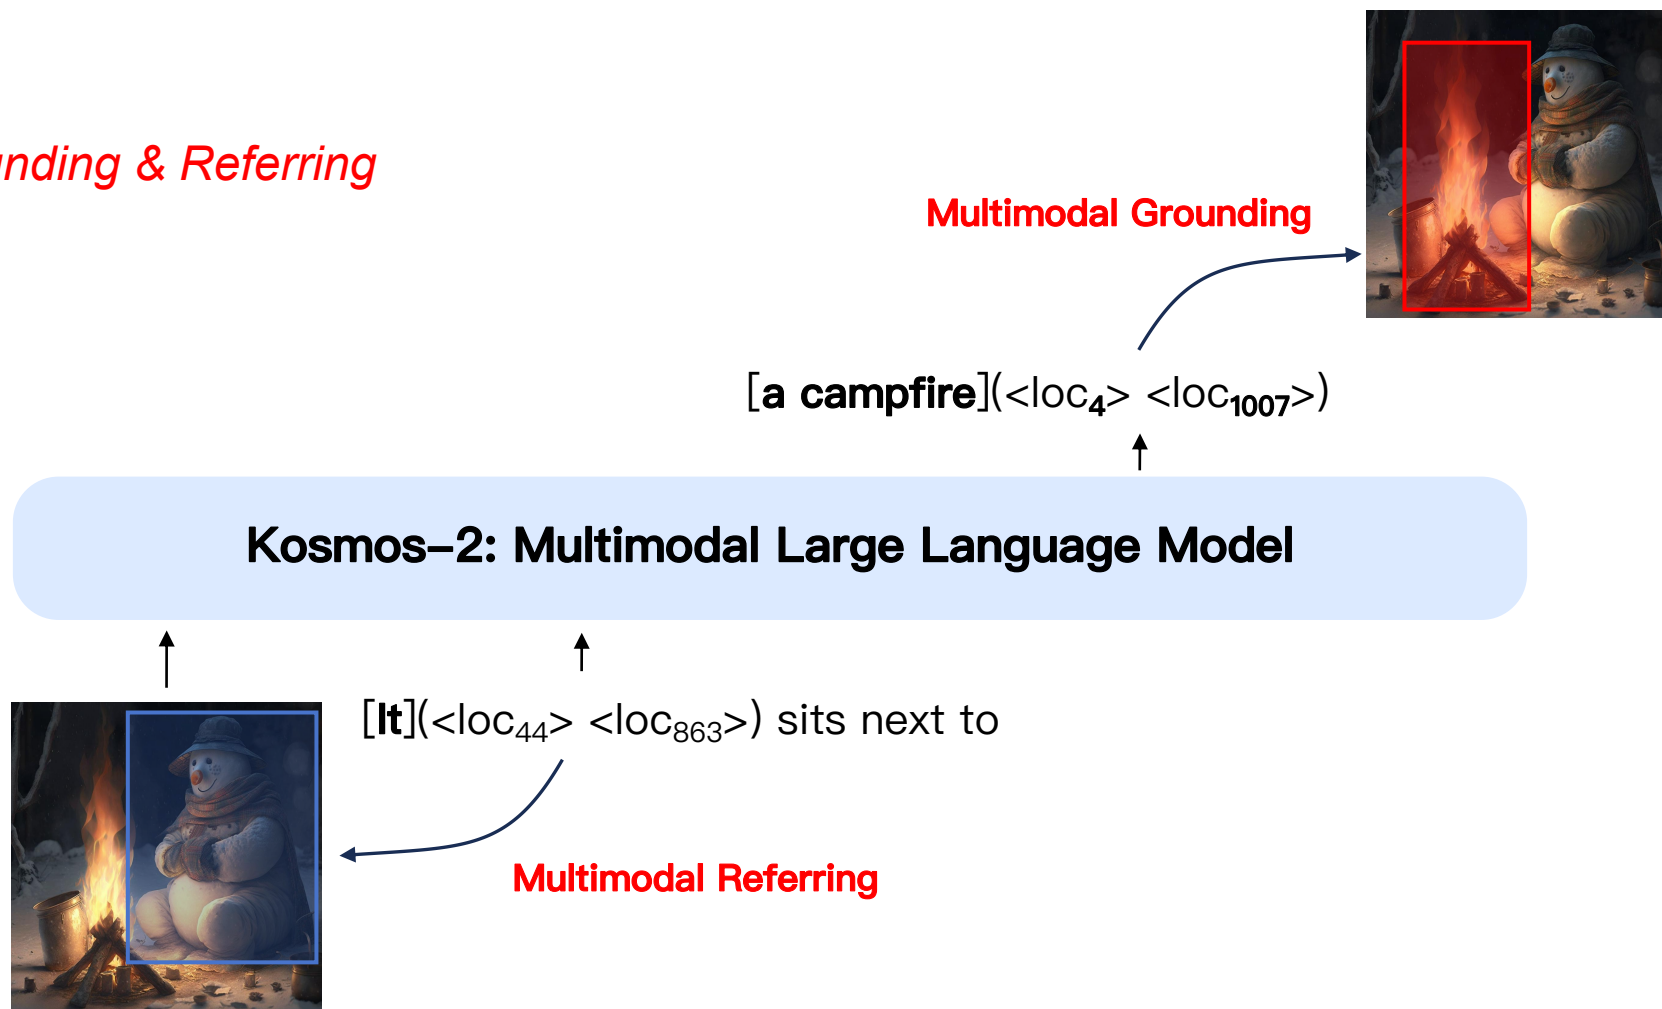 & Referring
Multimodal Grounding
[a campfire](<loc4> <loc1007>)
Kosmos-2: Multimodal Large Language Model
[It](<loc44> <loc863>) sits next to
Multimodal Referring